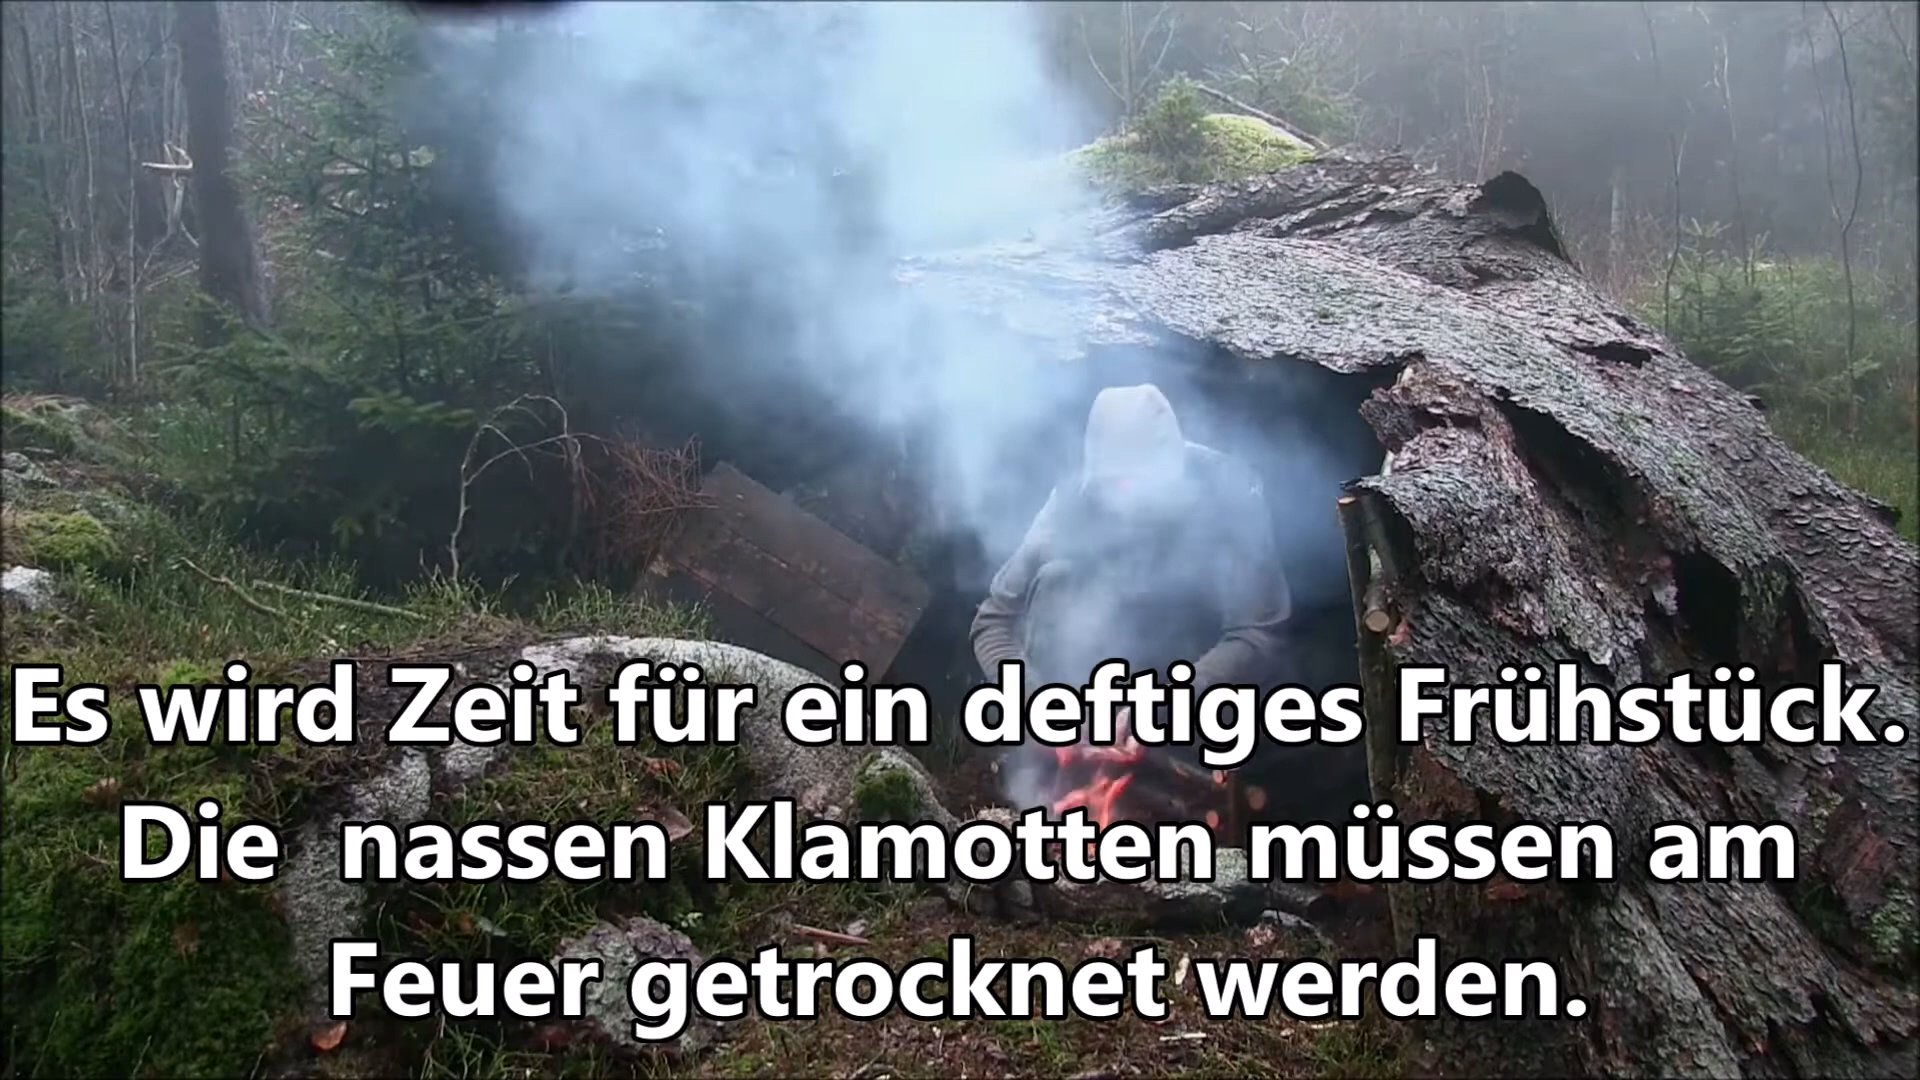 Es wird Zeit für ein deftiges Frühstück.
Die  nassen Klamotten müssen am
Feuer getrocknet werden.